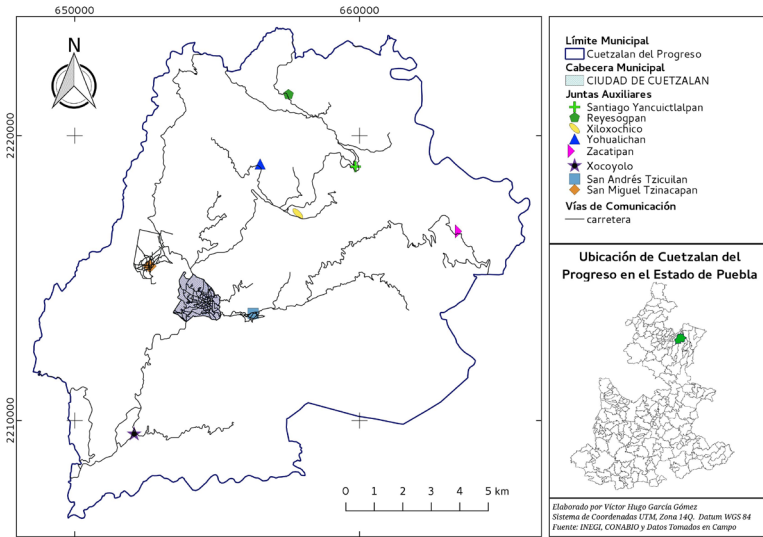 650000
660000
N
2220000
2220000
2210000
2210000
0 1 2 3 4 5 km
Límite Municipal
Cuetzalan del Progreso
Cabecera Municipal
CIUDAD DE CUETZALAN
Juntas Auxiliares
Santiago Yancuictlalpan
Reyesogpan
Xiloxochico
Yohualichan
Zacatipan
Xocoyolo
San Andrés Tzicuilan
San Miguel Tzinacapan
Vías de Comunicación
carretera
Ubicación de Cuetzalan del
Progreso en el Estado de Puebla
Elaborado por Víctor Hugo García Gómez
Sistema de Coordenadas UTM, Zona 14Q. Datum WGS 84
Fuente: INEGI, CONABIO y Datos Tomados en Campo